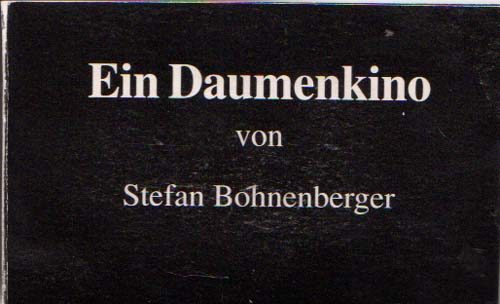 Ein Daumenkino
von
Stefan Bohnenberger